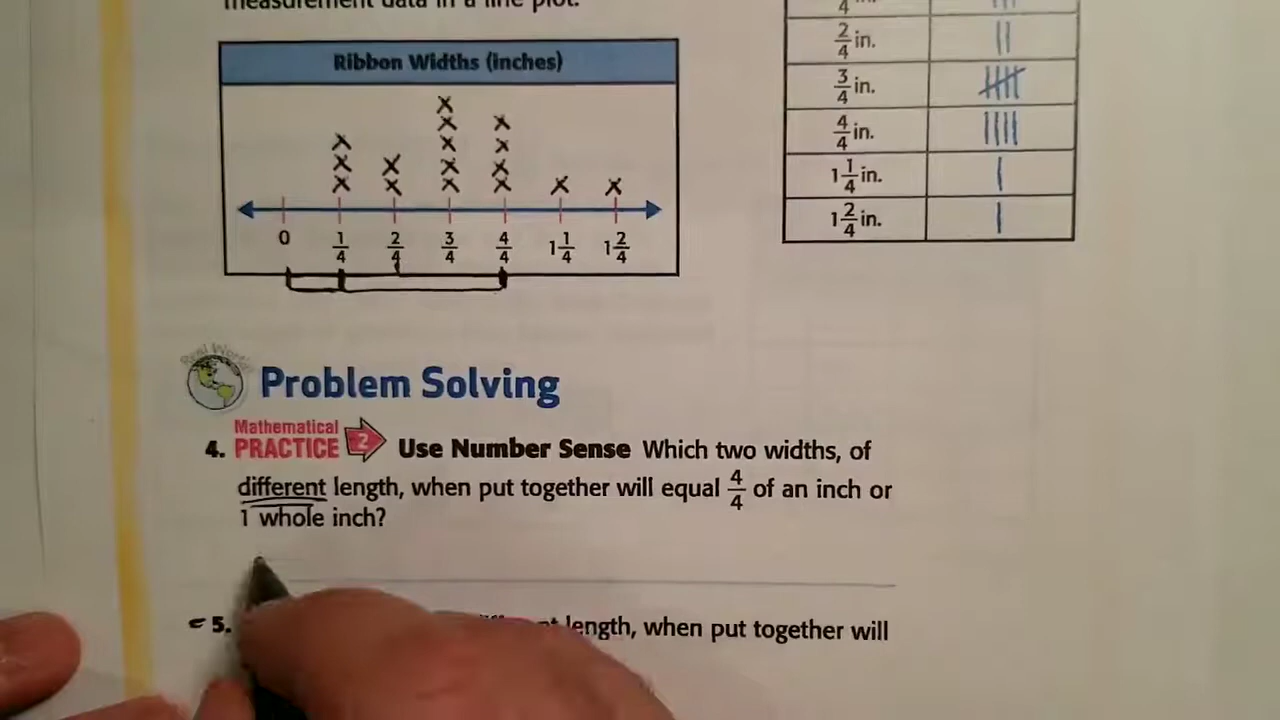 measurement data in a line plot.
Ribbon Widths (inches)
0 1/4 2/4 3/4 4/4 1 1/4 1 2/4
4
2/4 in.
3/4 in.
4/4 in.
1 1/4 in.
1 2/4 in.
Real World
Problem Solving
4. Mathematical PRACTICE 2 Use Number Sense Which two widths, of
different length, when put together will equal 4/4 of an inch or
1 whole inch?
5. length, when put together will